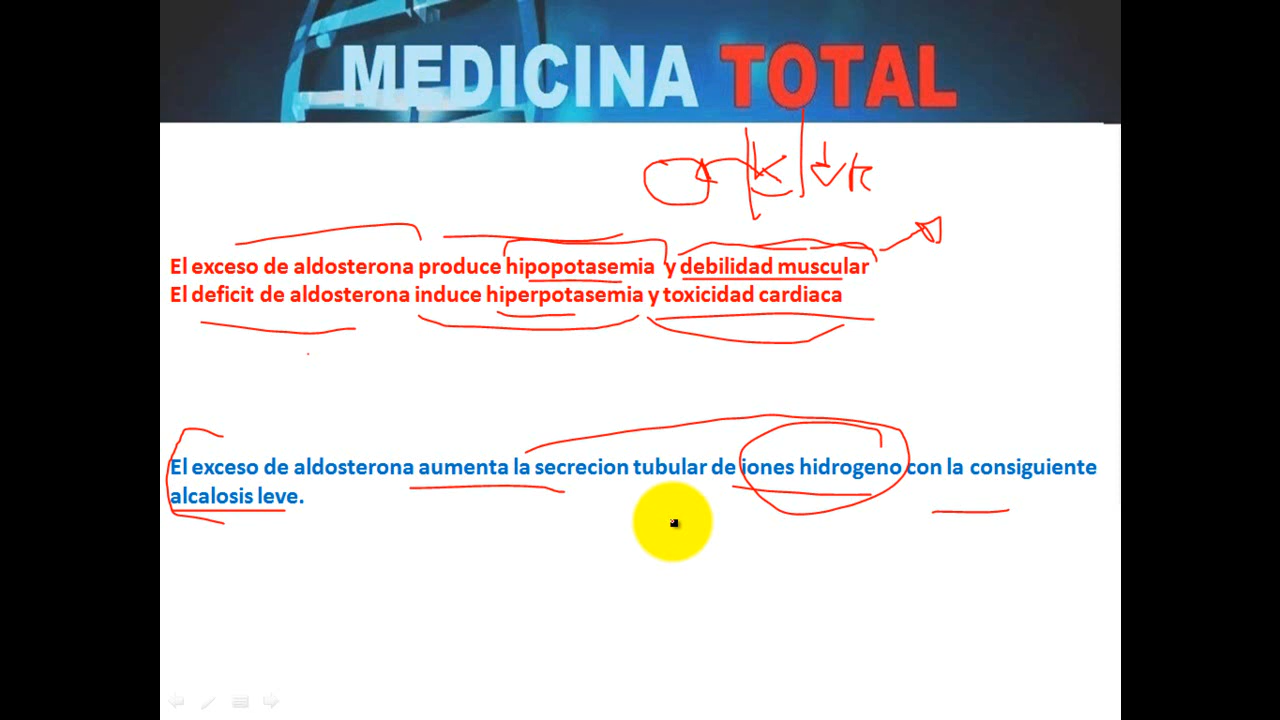 MEDICINA TOTAL
K ↓K
El exceso de aldosterona produce hipopotasemia y debilidad muscular
El deficit de aldosterona induce hiperpotasemia y toxicidad cardiaca
El exceso de aldosterona aumenta la secrecion tubular de iones hidrogeno con la consiguiente
alcalosis leve.